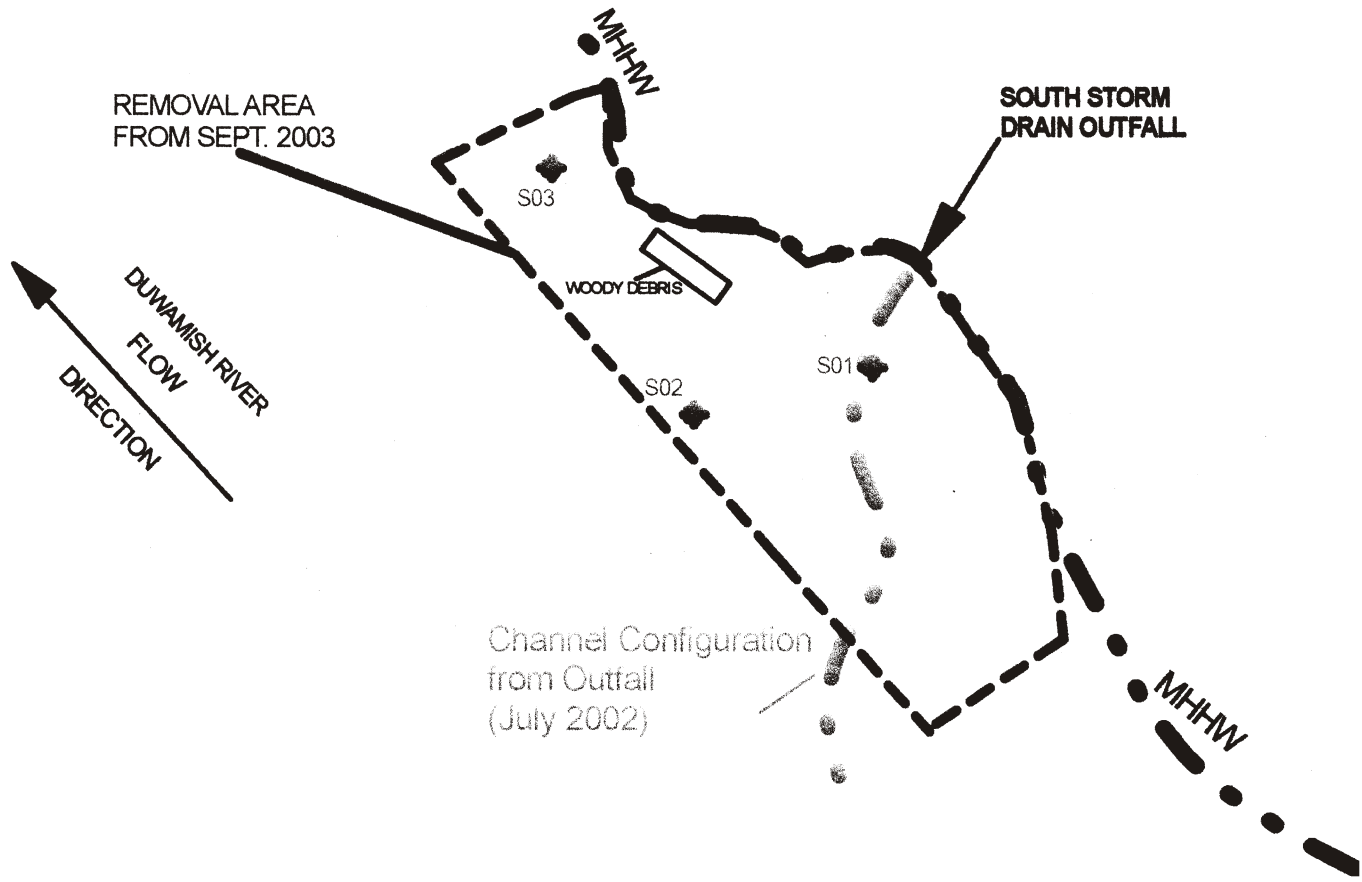 MHHW
REMOVAL AREA
FROM SEPT. 2003
SOUTH STORM
DRAIN OUTFALL
S03
WOODY DEBRIS
DUWAMISH RIVER
FLOW
DIRECTION
S01
S02
Channel Configuration
from Outfall
(July 2002)
MHHW